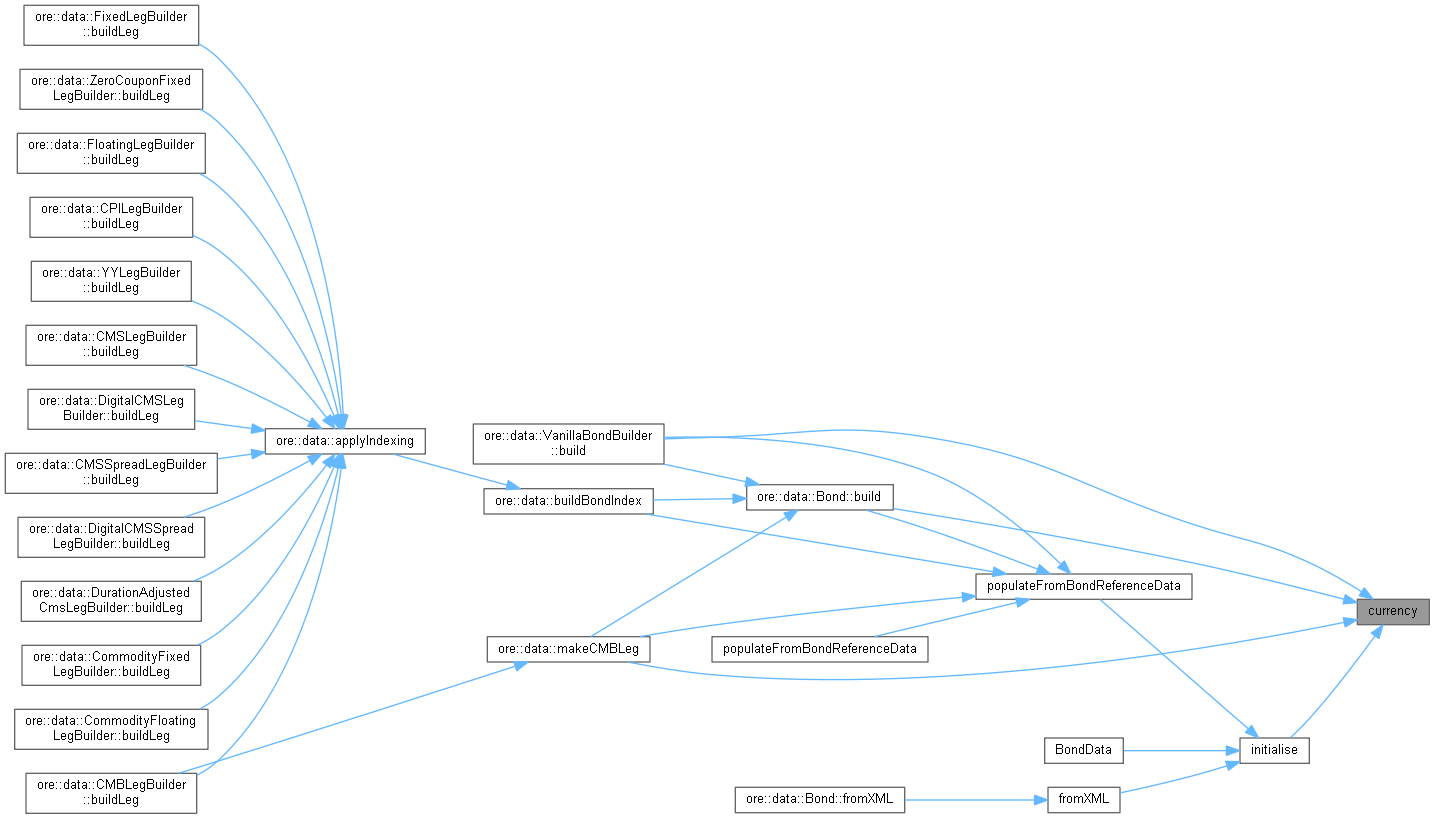 ore::data::FixedLegBuilder
::buildLeg
ore::data::ZeroCouponFixed
LegBuilder::buildLeg
ore::data::FloatingLegBuilder
::buildLeg
ore::data::CPILegBuilder
::buildLeg
ore::data::YYLegBuilder
::buildLeg
ore::data::CMSLegBuilder
::buildLeg
ore::data::DigitalCMSLeg
Builder::buildLeg
ore::data::CMSSpreadLegBuilder
::buildLeg
ore::data::DigitalCMSSpread
LegBuilder::buildLeg
ore::data::DurationAdjusted
CmsLegBuilder::buildLeg
ore::data::CommodityFixed
LegBuilder::buildLeg
ore::data::CommodityFloating
LegBuilder::buildLeg
ore::data::CMBLegBuilder
::buildLeg
ore::data::applyIndexing
ore::data::VanillaBondBuilder
::build
ore::data::buildBondIndex
ore::data::makeCMBLeg
ore::data::Bond::build
populateFromBondReferenceData
populateFromBondReferenceData
currency
initialise
BondData
fromXML
ore::data::Bond::fromXML